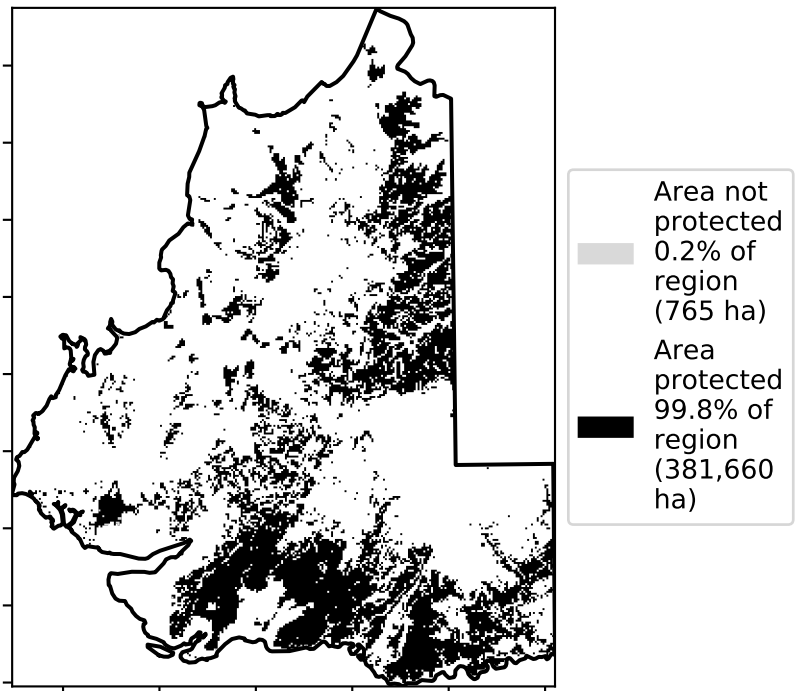 Area not
protected
0.2% of
region
(765 ha)
Area
protected
99.8% of
region
(381,660
ha)